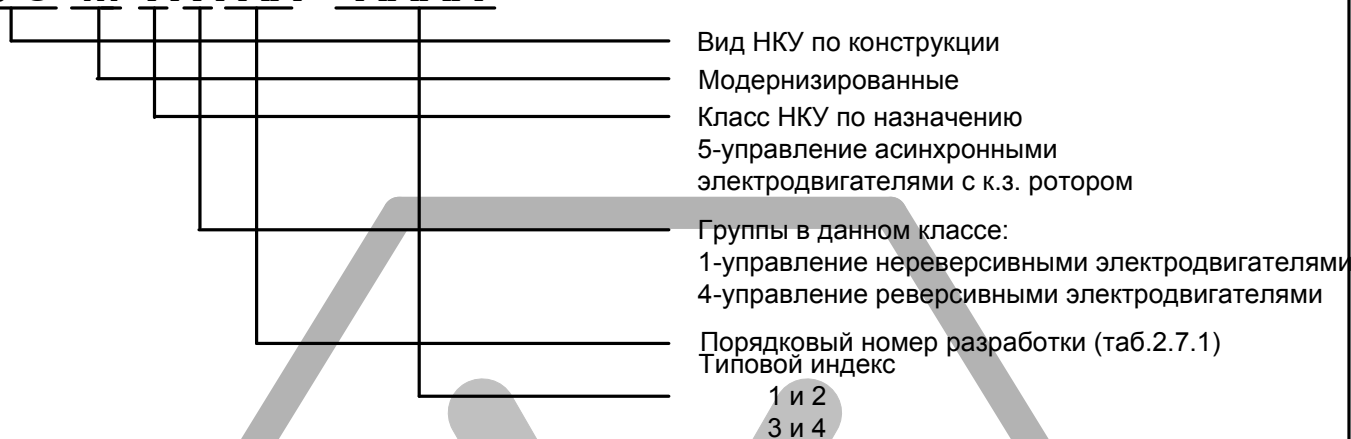 Вид НКУ по конструкции
Модернизированные
Класс НКУ по назначению
5-управление асинхронными
электродвигателями с к.з. ротором
Группы в данном классе:
1-управление нереверсивными электродвигателями
4-управление реверсивными электродвигателями
Порядковый номер разработки (таб.2.7.1)
Типовой индекс
1 и 2
3 и 4